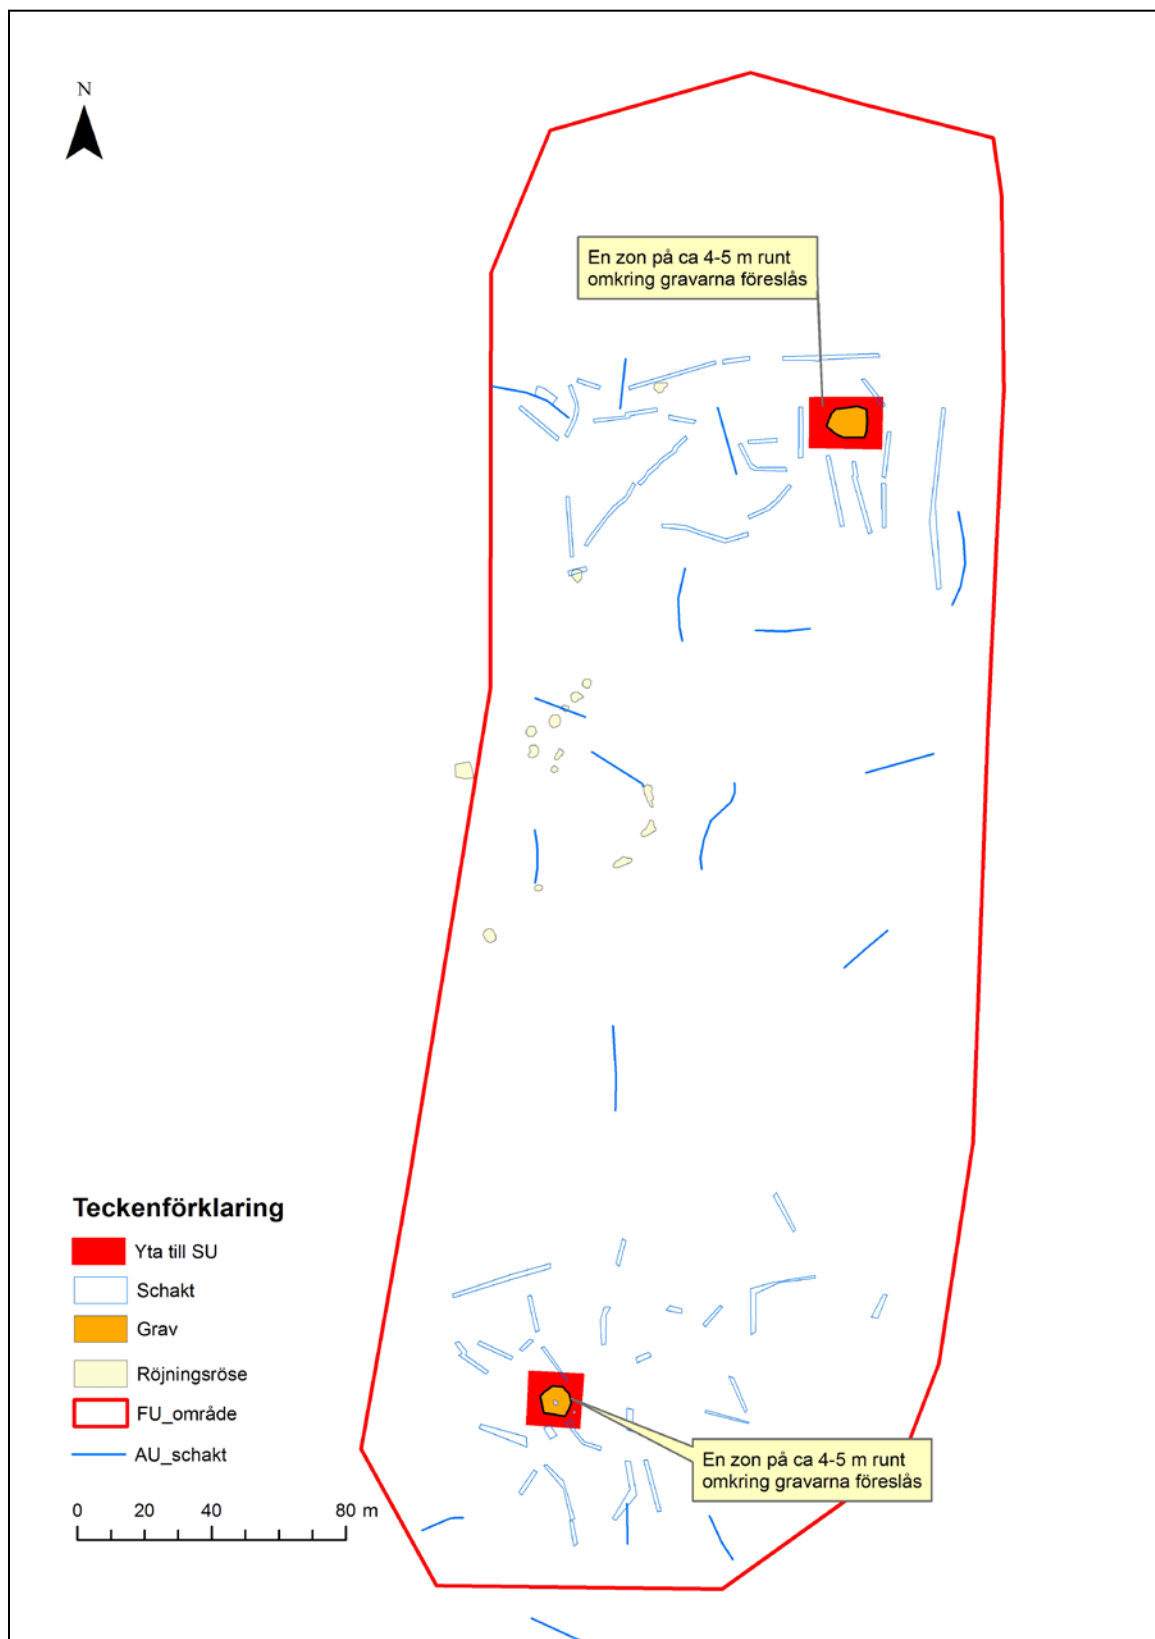 N
En zon på ca 4-5 m runt
omkring gravarna föreslås
Teckenförklaring
Yta till SU
Schakt
Grav
Röjningsröse
FU_område
AU_schakt
0 20 40 80 m
En zon på ca 4-5 m runt
omkring gravarna föreslås